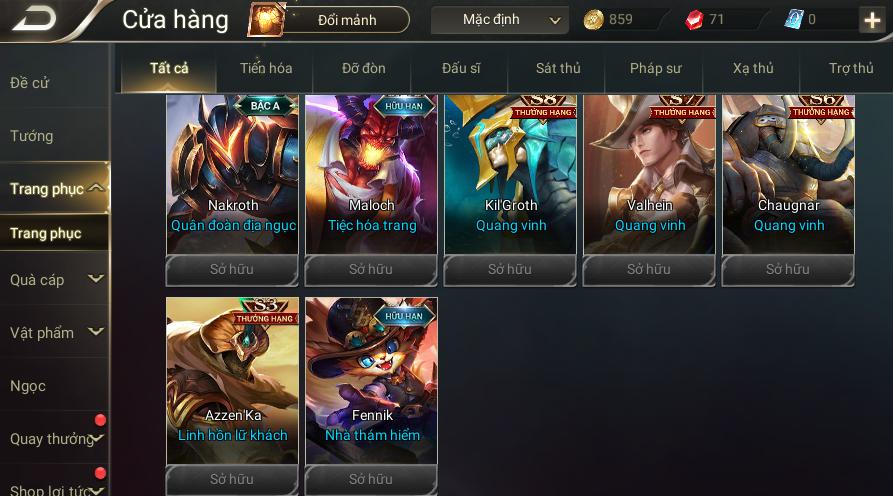 Cửa hàng
Đổi mảnh
Mặc định
859
71
0
Đề cử
Tướng
Trang phục
Trang phục
Quà cáp
Vật phẩm
Ngọc
Quay thưởng
Shop lợi tức
Tất cả
Tiến hóa
Đỡ đòn
Đấu sĩ
Sát thủ
Pháp sư
Xạ thủ
Trợ thủ
BẬC A
Nakroth
Quân đoàn địa ngục
Sở hữu
HỮU HẠN
Maloch
Tiệc hóa trang
Sở hữu
S8
THƯỞNG HẠNG
Kil'Groth
Quang vinh
Sở hữu
S7
THƯỞNG HẠNG
Valhein
Quang vinh
Sở hữu
S6
THƯỞNG HẠNG
Chaugnar
Quang vinh
Sở hữu
S3
THƯỞNG HẠNG
Azzen'Ka
Linh hồn lữ khách
Sở hữu
HỮU HẠN
Fennik
Nhà thám hiểm
Sở hữu